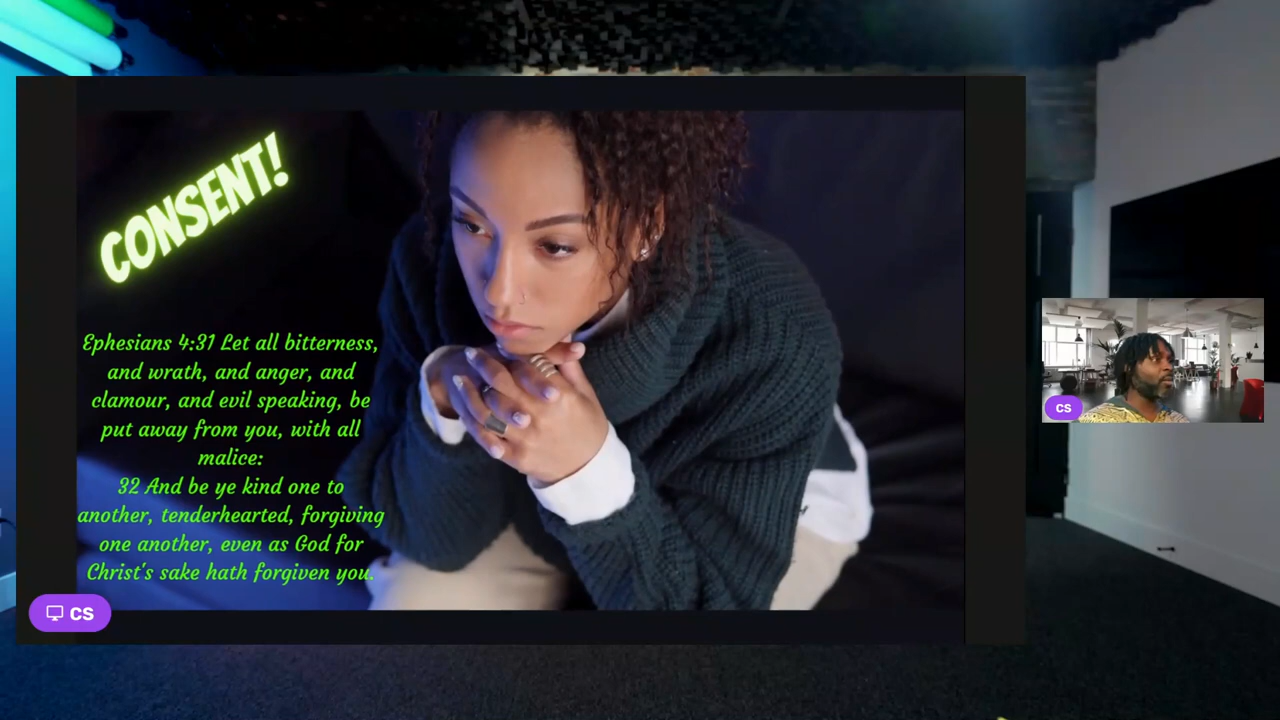 CONSENT!
Ephesians 4:31 Let all bitterness,
and wrath, and anger, and
clamour, and evil speaking, be
put away from you, with all
malice:
32 And be ye kind one to
another, tenderhearted, forgiving
one another, even as God for
Christ's sake hath forgiven you.
CS
CS